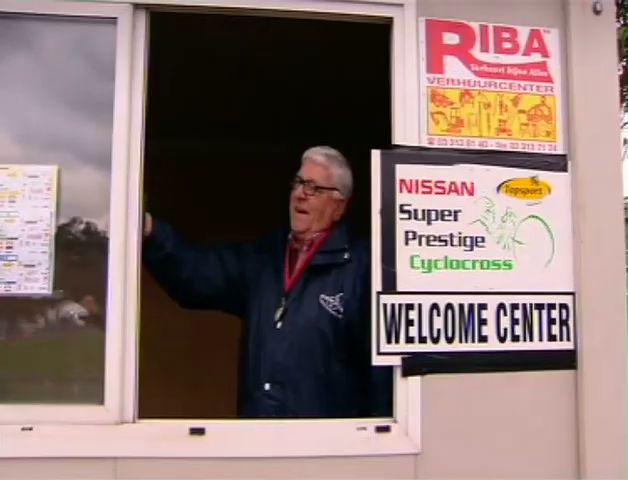 RIBA
Verhuurt Bijna Alles
VERHUURCENTER
NISSAN
Topsport
Super
Prestige
Cyclocross
WELCOME CENTER